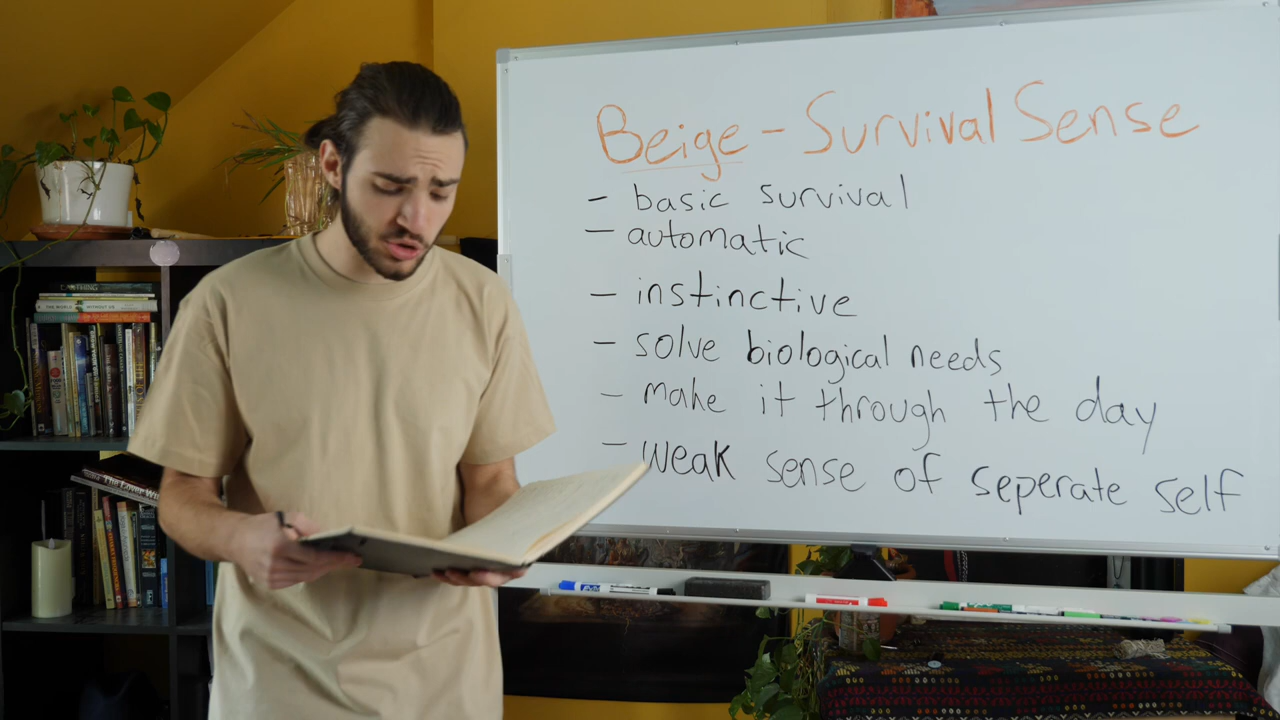 Beige - Survival Sense
- basic survival
- automatic
- instinctive
- solve biological needs
- make it through the day
- weak sense of seperate self